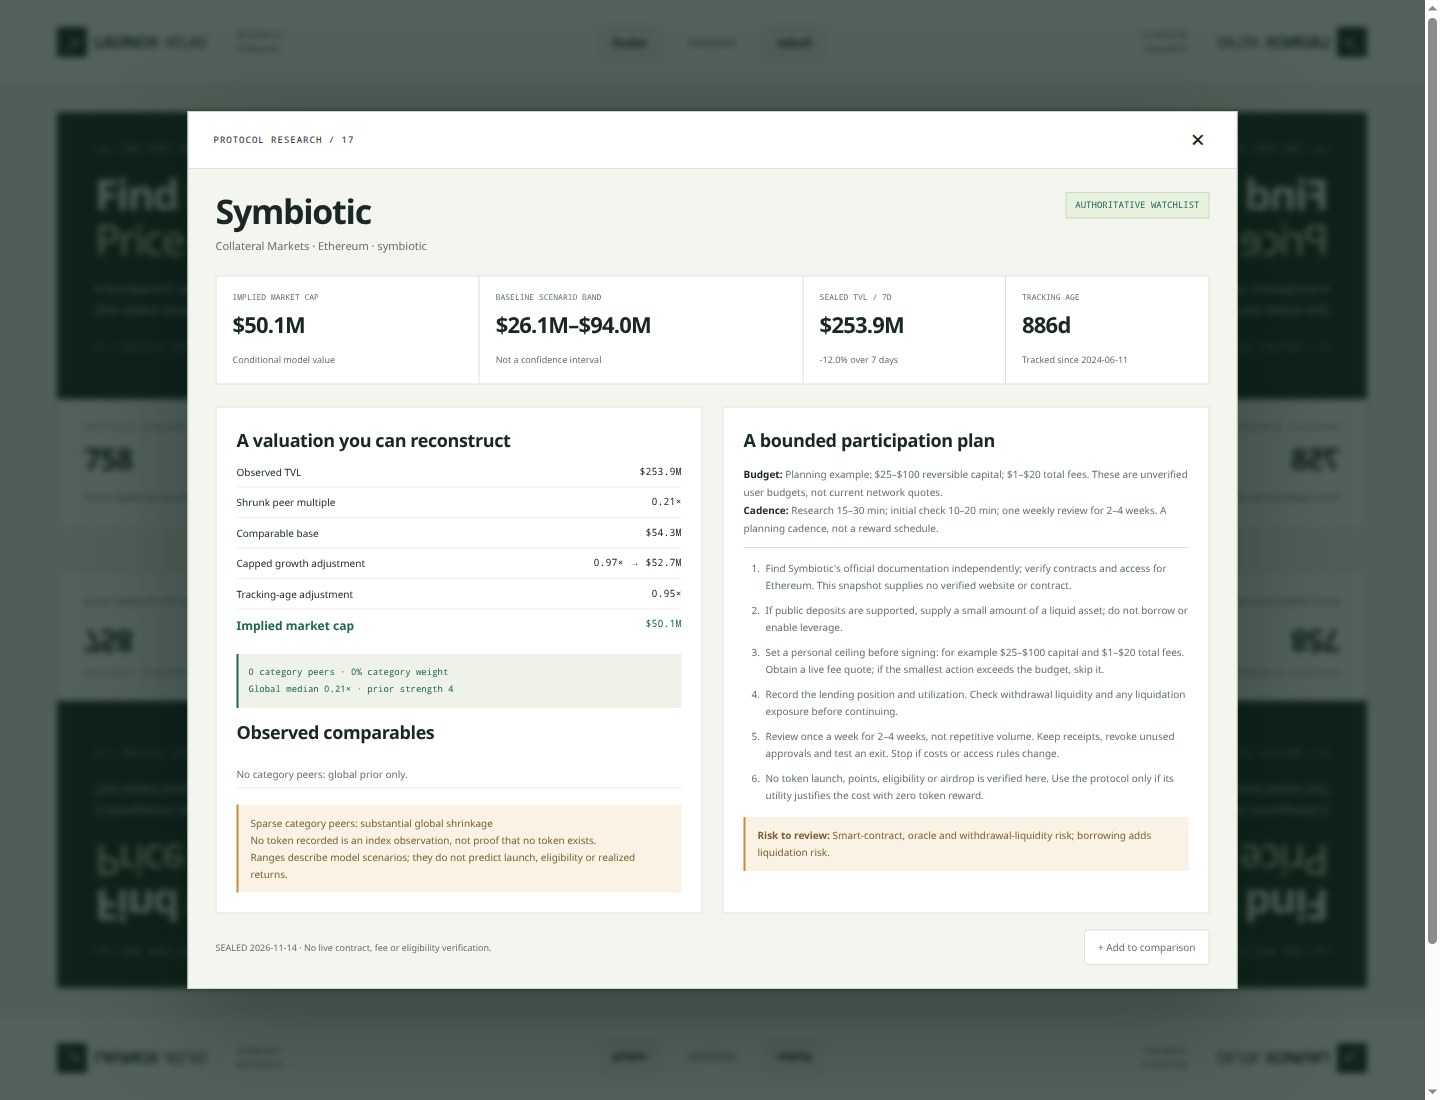 LAUNCH ATLAS
PROTOCOL RESEARCH / 17
×
Find
Price
758
Symbiotic
AUTHORITATIVE WATCHLIST
Collateral Markets · Ethereum · symbiotic
IMPLIED MARKET CAP
$50.1M
Conditional model value
BASELINE SCENARIO BAND
$26.1M–$94.0M
Not a confidence interval
SEALED TVL / 7D
$253.9M
-12.0% over 7 days
TRACKING AGE
886d
Tracked since 2024-06-11
A valuation you can reconstruct
Observed TVL $253.9M
Shrunk peer multiple 0.21×
Comparable base $54.3M
Capped growth adjustment 0.97× → $52.7M
Tracking-age adjustment 0.95×
Implied market cap $50.1M
0 category peers · 0% category weight
Global median 0.21× · prior strength 4
Observed comparables
No category peers: global prior only.
Sparse category peers: substantial global shrinkage
No token recorded is an index observation, not proof that no token exists.
Ranges describe model scenarios; they do not predict launch, eligibility or realized
returns.
A bounded participation plan
Budget: Planning example: $25–$100 reversible capital; $1–$20 total fees. These are unverified
user budgets, not current network quotes.
Cadence: Research 15–30 min; initial check 10–20 min; one weekly review for 2–4 weeks. A
planning cadence, not a reward schedule.
1. Find Symbiotic's official documentation independently; verify contracts and access for
Ethereum. This snapshot supplies no verified website or contract.
2. If public deposits are supported, supply a small amount of a liquid asset; do not borrow or
enable leverage.
3. Set a personal ceiling before signing: for example $25–$100 capital and $1–$20 total fees.
Obtain a live fee quote; if the smallest action exceeds the budget, skip it.
4. Record the lending position and utilization. Check withdrawal liquidity and any liquidation
exposure before continuing.
5. Review once a week for 2–4 weeks, not repetitive volume. Keep receipts, revoke unused
approvals and test an exit. Stop if costs or access rules change.
6. No token launch, points, eligibility or airdrop is verified here. Use the protocol only if its
utility justifies the cost with zero token reward.
Risk to review: Smart-contract, oracle and withdrawal-liquidity risk; borrowing adds
liquidation risk.
SEALED 2026-11-14 · No live contract, fee or eligibility verification.
+ Add to comparison